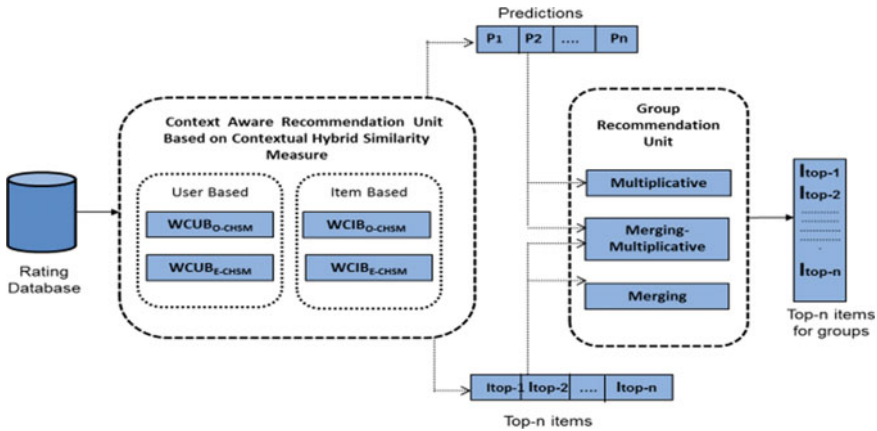 Predictions
P1 P2 .... Pn
Context Aware Recommendation Unit
Based on Contextual Hybrid Similarity
Measure
User Based
Item Based
WCUBO-CHSM
WCIBO-CHSM
WCUBE-CHSM
WCIBE-CHSM
Rating
Database
Group
Recommendation
Unit
Multiplicative
Merging-
Multiplicative
Merging
Itop-1
Itop-2
Itop-n
Top-n items
for groups
Itop-1 Itop-2 .... Itop-n
Top-n items